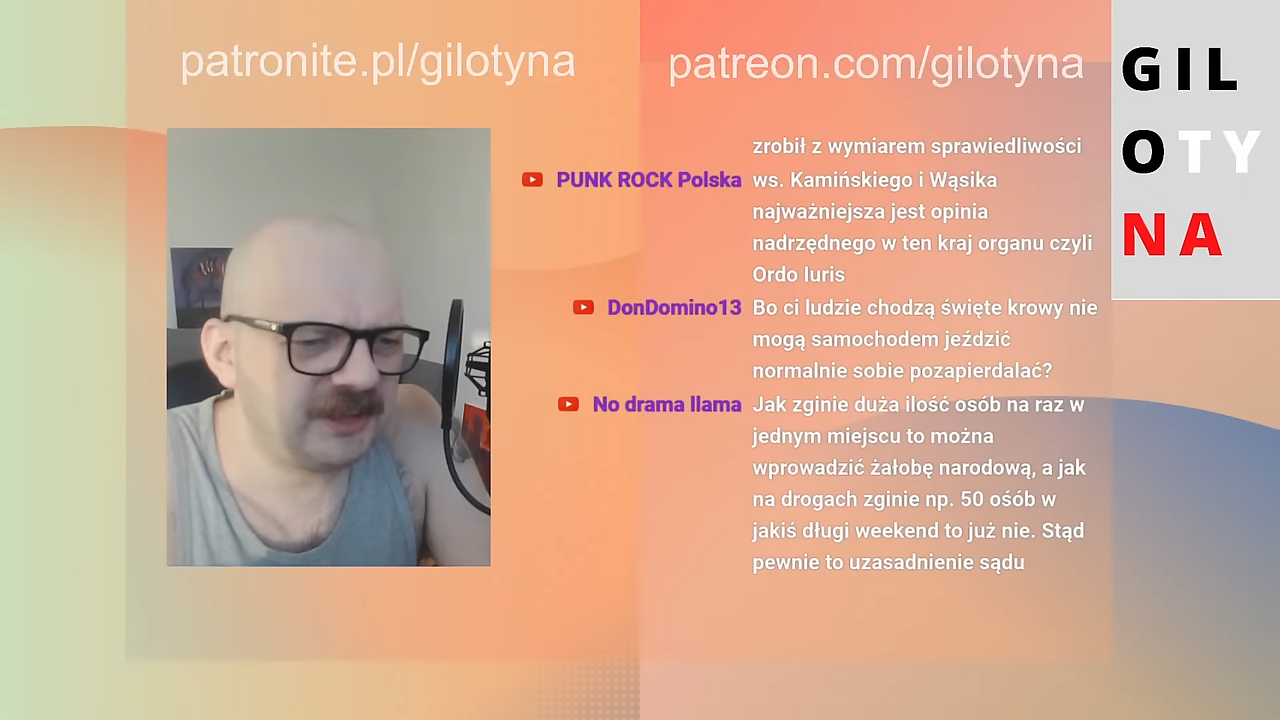 patronite.pl/gilotyna
patreon.com/gilotyna
GIL
OTY
NA
zrobił z wymiarem sprawiedliwości
PUNK ROCK Polska ws. Kamińskiego i Wąsika
najważniejsza jest opinia
nadrzędnego w ten kraj organu czyli
Ordo Iuris
DonDomino13 Bo ci ludzie chodzą święte krowy nie
mogą samochodem jeździć
normalnie sobie pozapierdalać?
No drama llama Jak zginie duża ilość osób na raz w
jednym miejscu to można
wprowadzić żałobę narodową, a jak
na drogach zginie np. 50 ośób w
jakiś długi weekend to już nie. Stąd
pewnie to uzasadnienie sądu